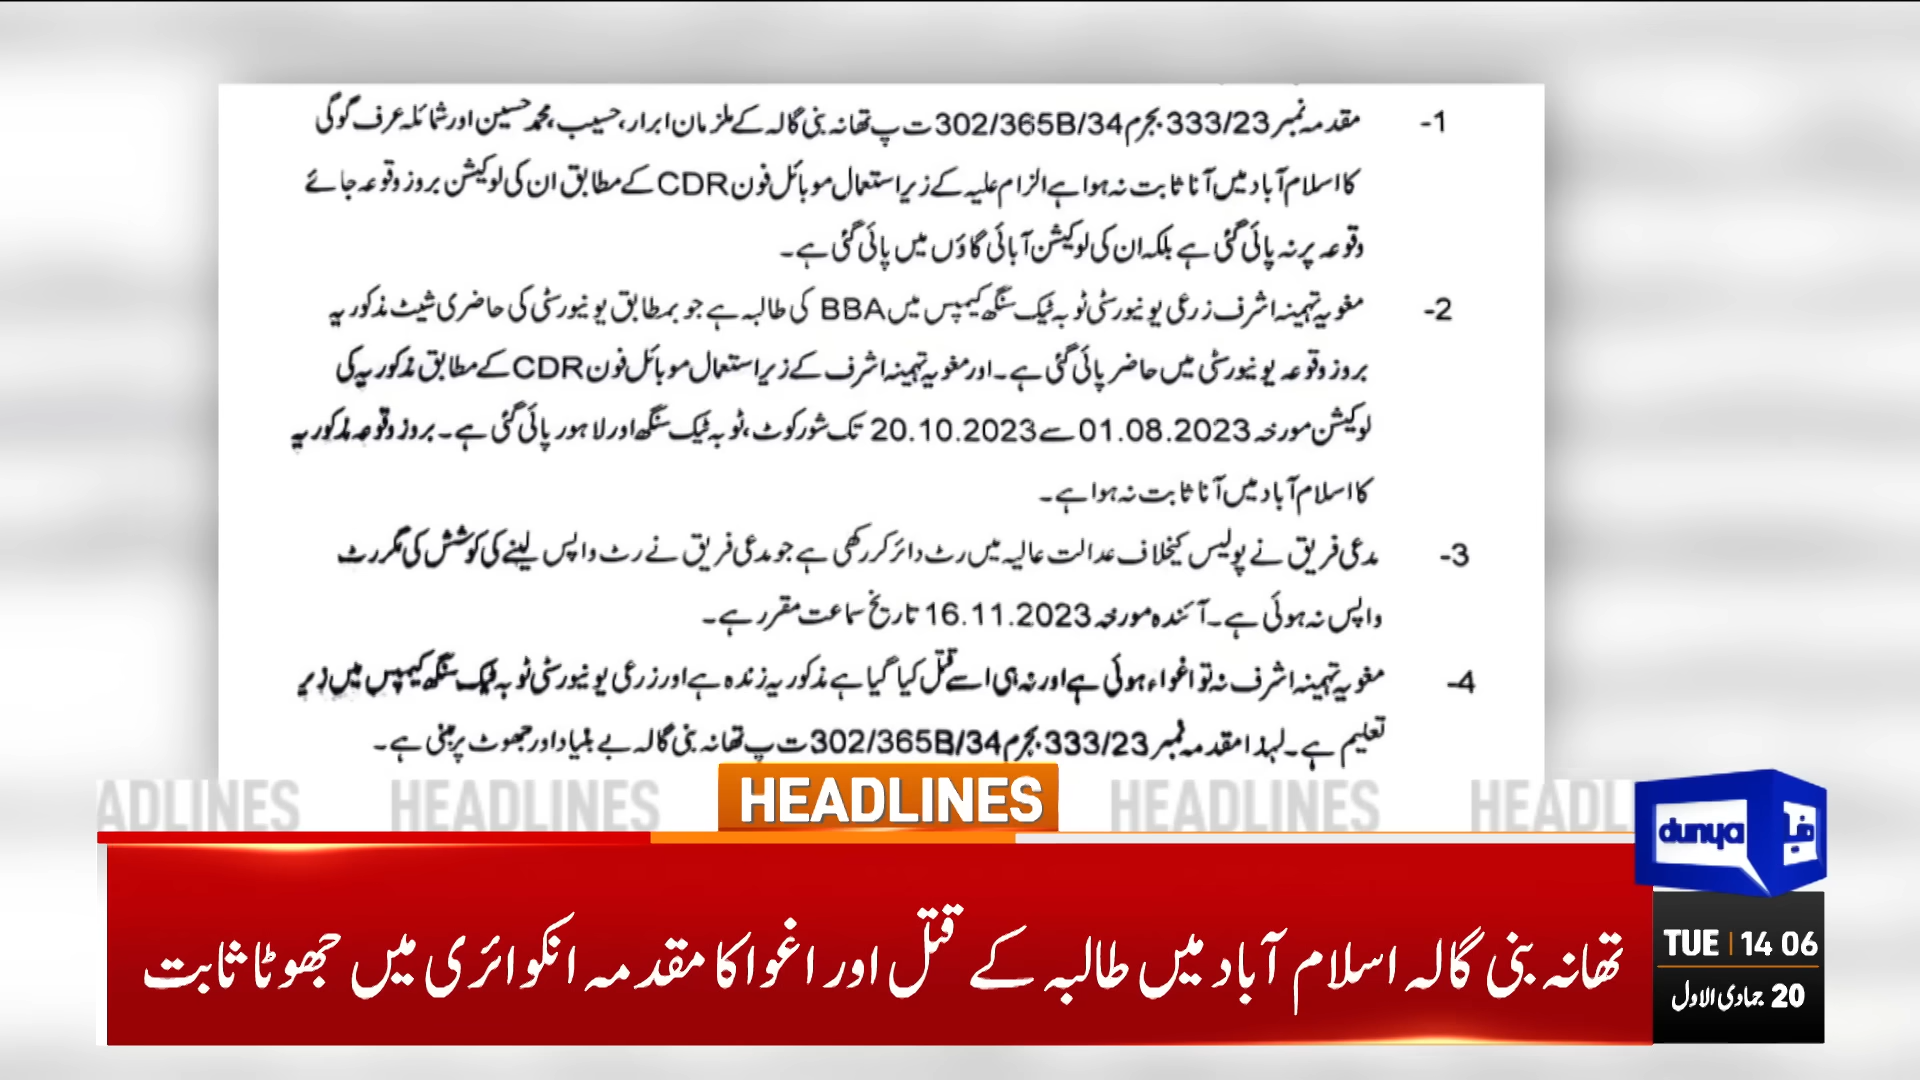 1- مقدمہ نمبر 333/23 بجرم 302/365B/34 ت پ تھانہ بنی گالہ کے ملزمان ابرار، حسیب، محمد حسین اور شمائلہ عرف گوگی
کا اسلام آباد میں آنا ثابت نہ ہوا ہے الزام علیہ کے زیر استعمال موبائل فون CDR کے مطابق ان کی لوکیشن بروز وقوعہ جائے
وقوعہ پر نہ پائی گئی ہے بلکہ ان کی لوکیشن آبائی گاؤں میں پائی گئی ہے۔
2- مغویہ تہمینہ اشرف زرعی یونیورسٹی ٹوبہ ٹیک سنگھ کیمپس میں BBA کی طالبہ ہے جو بمطابق یونیورسٹی کی حاضری شیٹ مذکوریہ
بروز وقوعہ یونیورسٹی میں حاضر پائی گئی ہے۔ اور مغویہ تہمینہ اشرف کے زیر استعمال موبائل فون CDR کے مطابق مذکوریہ کی
لوکیشن مورخہ 01.08.2023 سے 20.10.2023 تک شورکوٹ، ٹوبہ ٹیک سنگھ اور لاہور پائی گئی ہے۔ بروز وقوعہ مذکوریہ
کا اسلام آباد میں آنا ثابت نہ ہوا ہے۔
3- مدعی فریق نے پولیس کیخلاف عدالت عالیہ میں رٹ دائر کر رکھی ہے جو مدعی فریق نے رٹ واپس لینے کی کوشش کی مگر رٹ
واپس نہ ہوئی ہے۔ آئندہ مورخہ 16.11.2023 تاریخ سماعت مقرر ہے۔
4- مغویہ تہمینہ اشرف نہ تو اغواء ہوئی ہے اور نہ ہی اسے قتل کیا گیا ہے مذکوریہ زندہ ہے اور زرعی یونیورسٹی ٹوبہ ٹیک سنگھ کیمپس میں زیر
تعلیم ہے۔ لہذا مقدمہ نمبر 333/23 بجرم 302/365B/34 ت پ تھانہ بنی گالہ بے بنیاد اور جھوٹ پر مبنی ہے۔
ADLINES HEADLINES HEADLINES HEADLINES HEADL
dunya دنیا
تھانہ بنی گالہ اسلام آباد میں طالبہ کے قتل اور اغوا کا مقدمہ انکوائری میں جھوٹا ثابت
TUE | 14 06
20 جمادی الاول